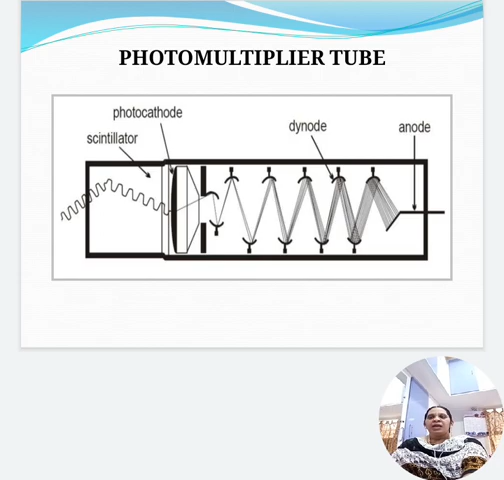 PHOTOMULTIPLIER TUBE
photocathode
scintillator
dynode
anode